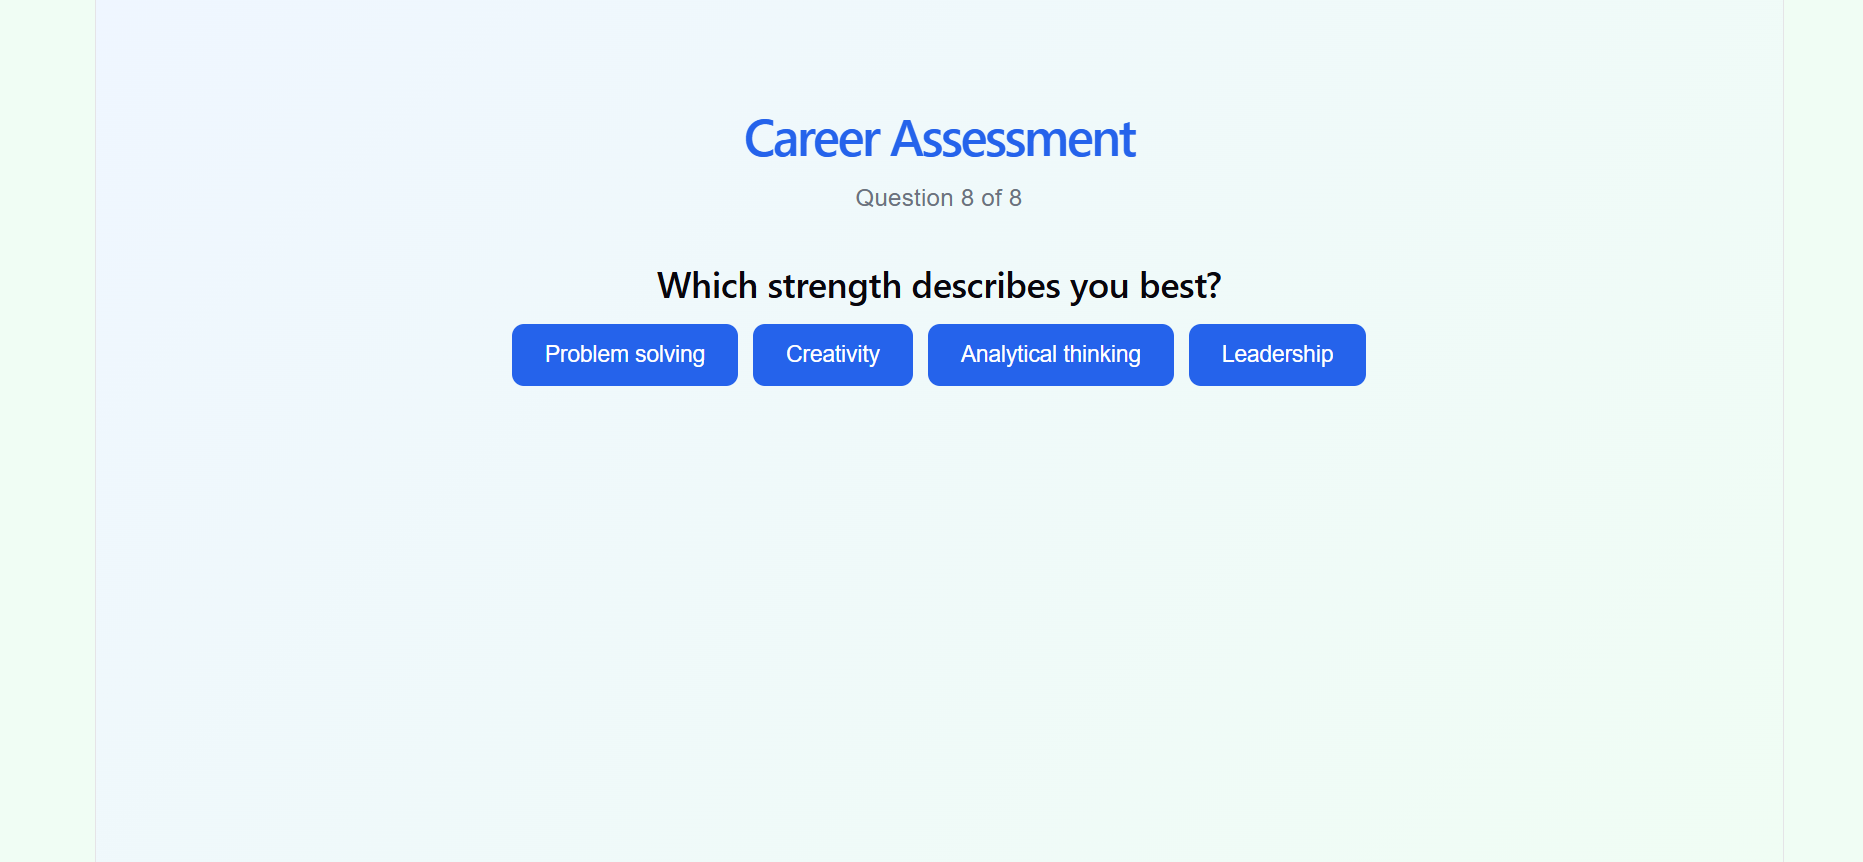 Career Assessment
Question 8 of 8
Which strength describes you best?
Problem solving
Creativity
Analytical thinking
Leadership